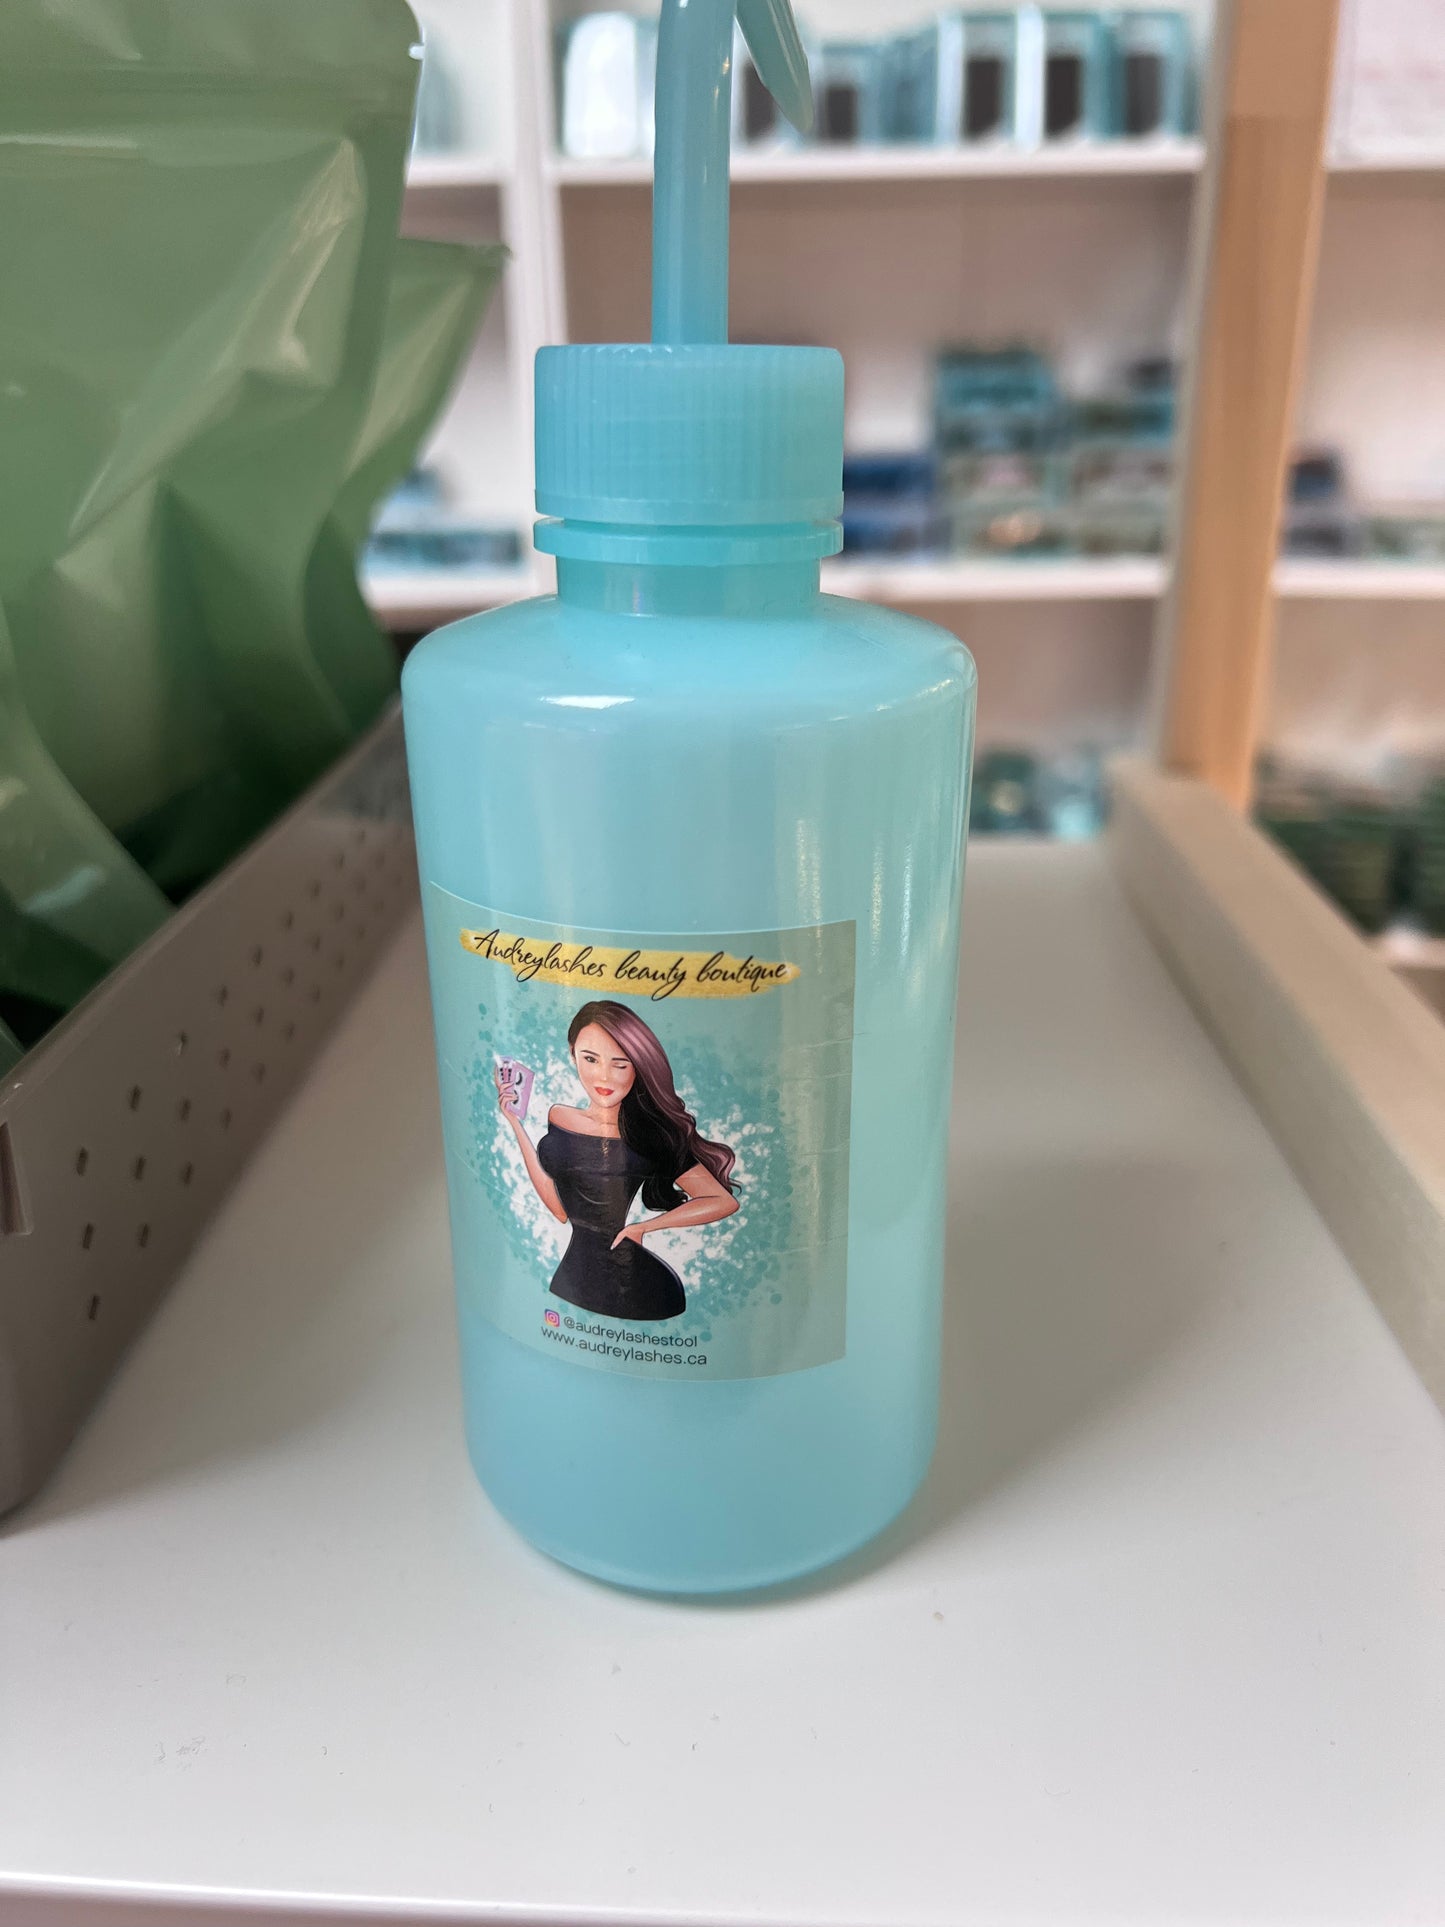 Audreylashes beauty boutique
@audreylashestool
www.audreylashes.ca